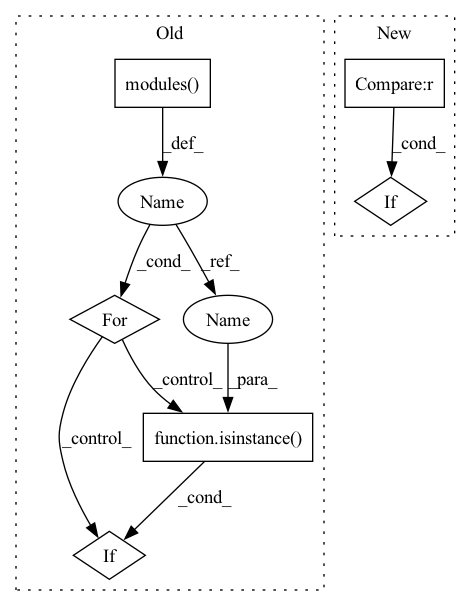 Old
New
modules()
Compare:r
_def_
_cond_
Name
If
_cond_
_ref_
For
Name
_control_
_para_
_control_
function.isinstance()
_cond_
If